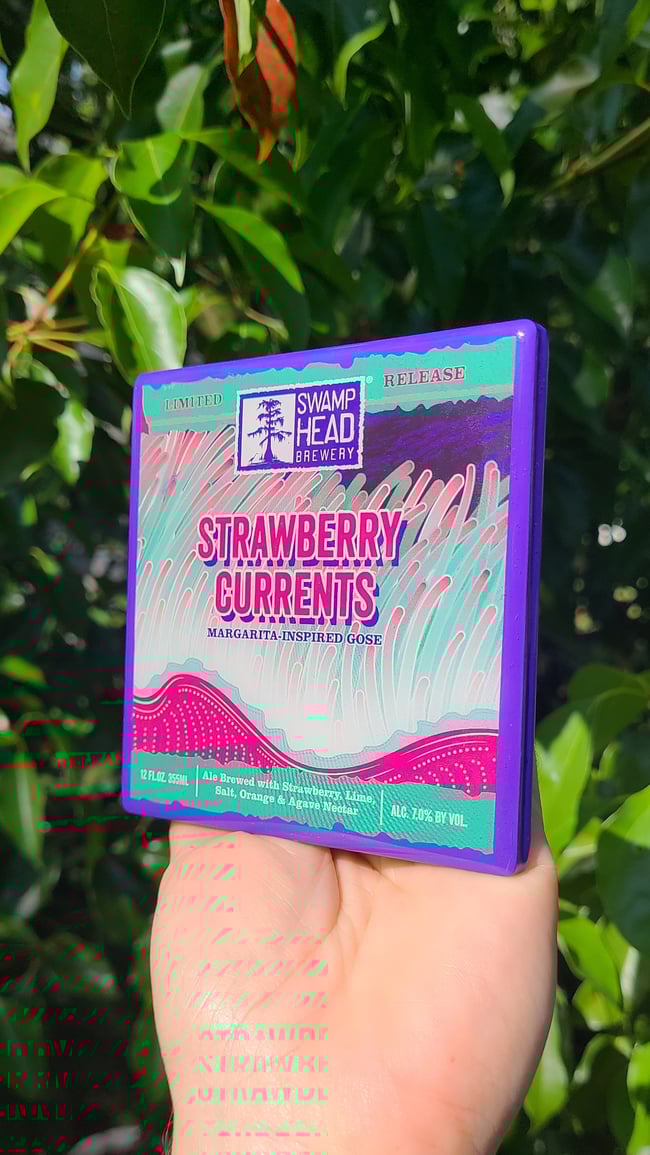 LIMITED
RELEASE
SWAMP
HEAD
BREWERY
STRAWBERRY
CURRENTS
MARGARITA-INSPIRED GOSE
12 FL.OZ. 355ML
Ale Brewed with Strawberry, Lime,
Salt, Orange & Agave Nectar
ALC. 7.0% BY VOL.
RELEASE